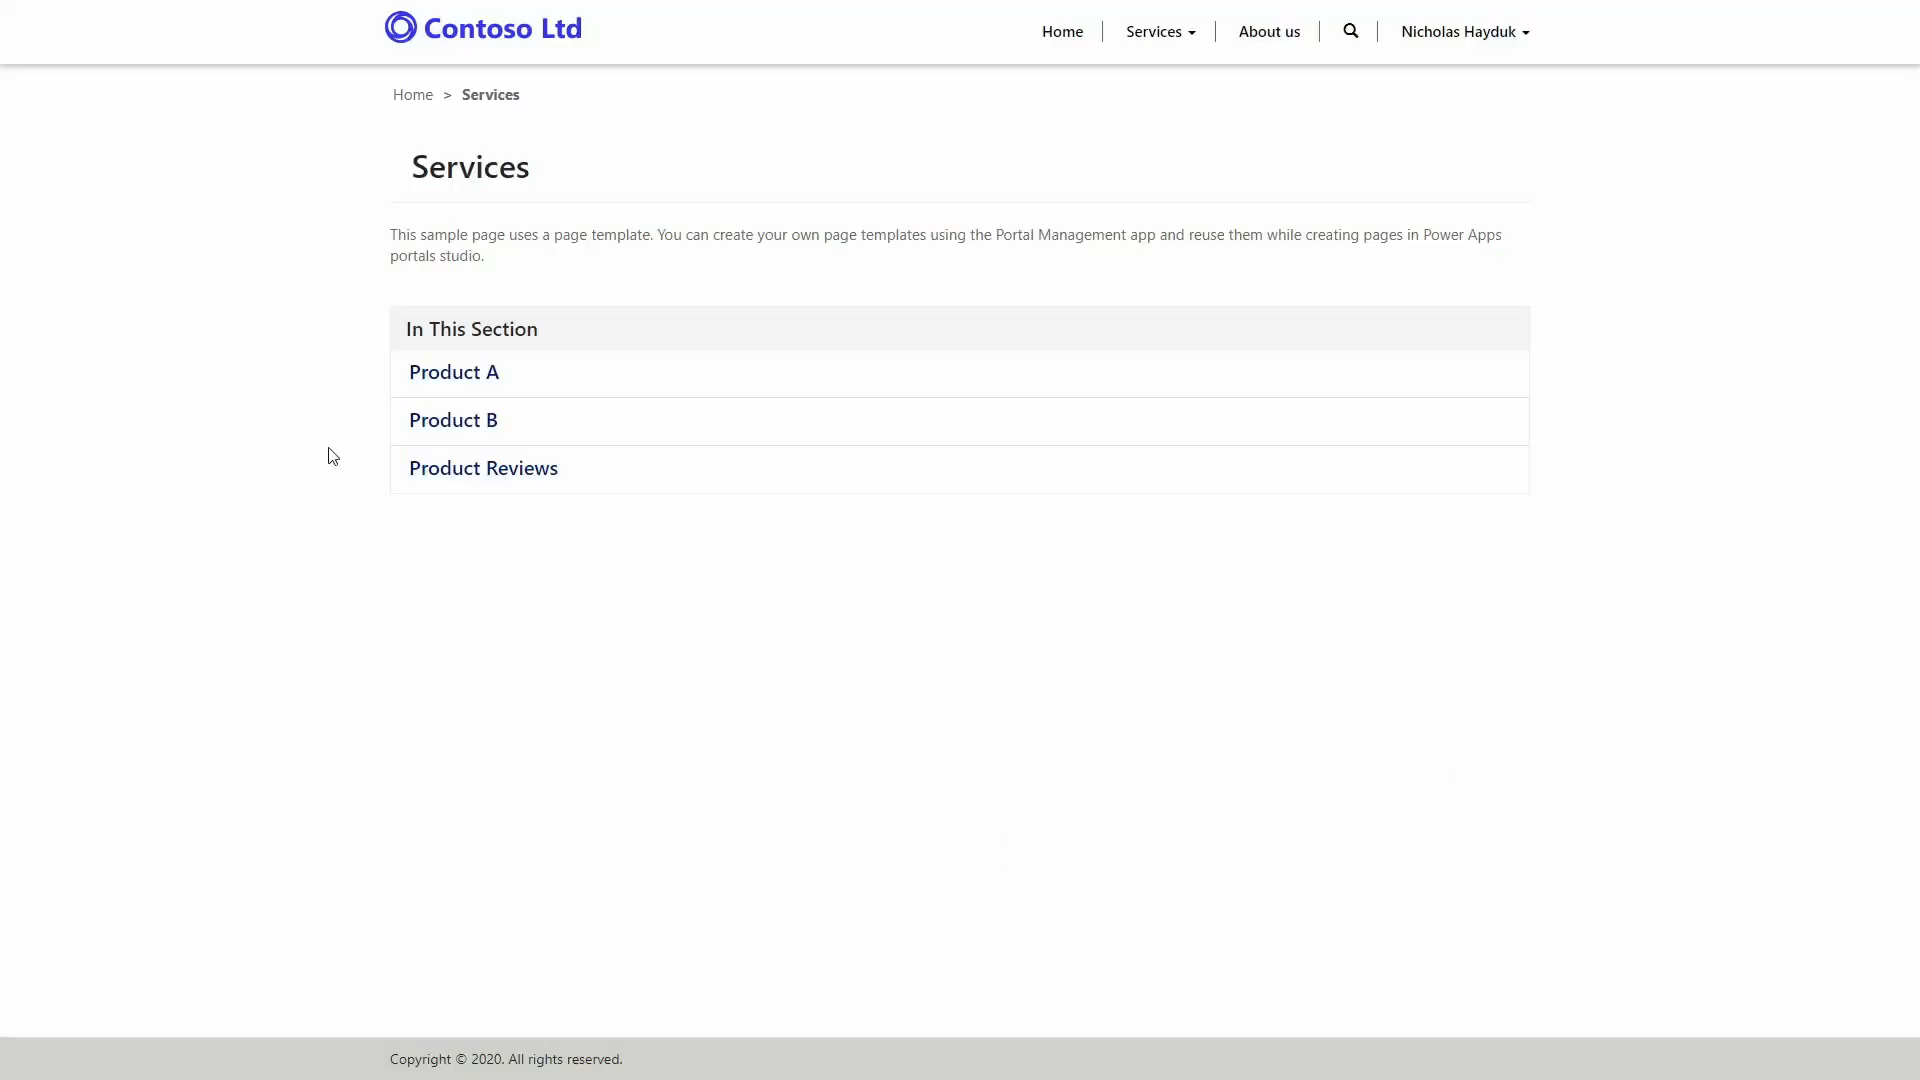 Contoso Ltd
Home
Services
About us
Nicholas Hayduk
Home > Services
Services
This sample page uses a page template. You can create your own page templates using the Portal Management app and reuse them while creating pages in Power Apps
portals studio.
In This Section
Product A
Product B
Product Reviews
Copyright © 2020. All rights reserved.